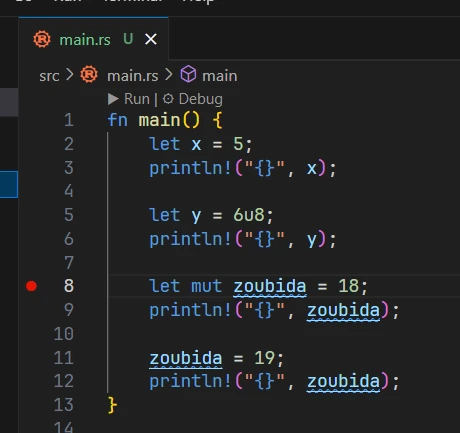 Terminal Help
main.rs U
src > main.rs > main
Run | Debug
1 fn main() {
2     let x = 5;
3     println!("{}", x);
4
5     let y = 6u8;
6     println!("{}", y);
7
8     let mut zoubida = 18;
9     println!("{}", zoubida);
10
11     zoubida = 19;
12     println!("{}", zoubida);
13 }
14